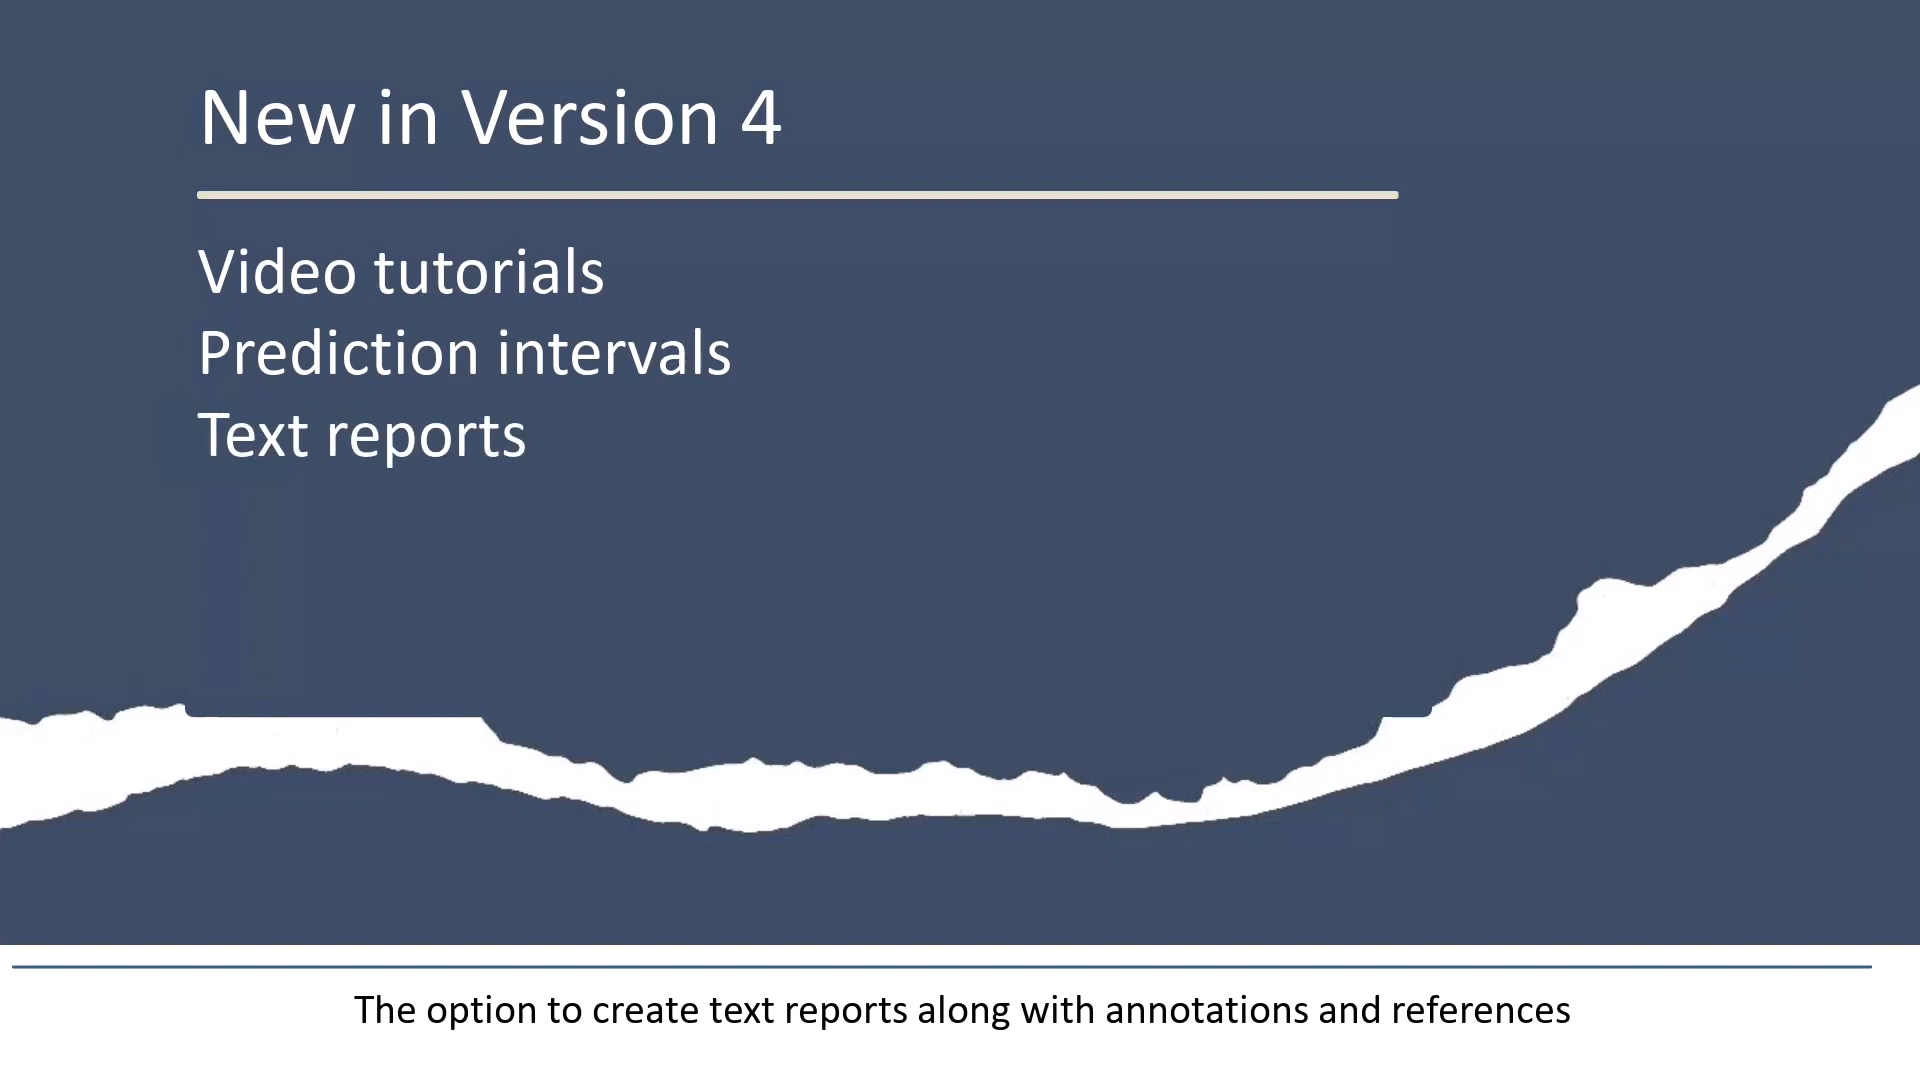 New in Version 4
Video tutorials
Prediction intervals
Text reports
The option to create text reports along with annotations and references